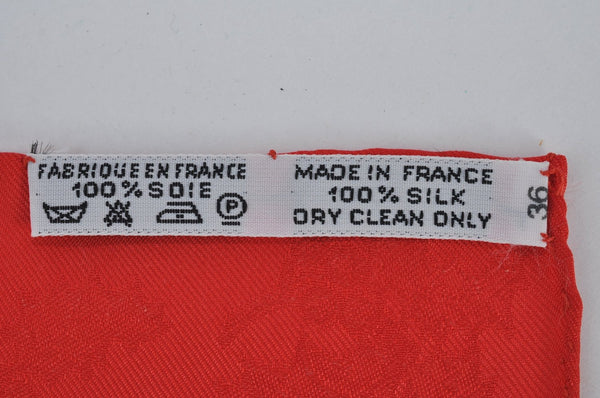 FABRIQUE EN FRANCE
100% SOIE
P
MADE IN FRANCE
100% SILK
DRY CLEAN ONLY
36